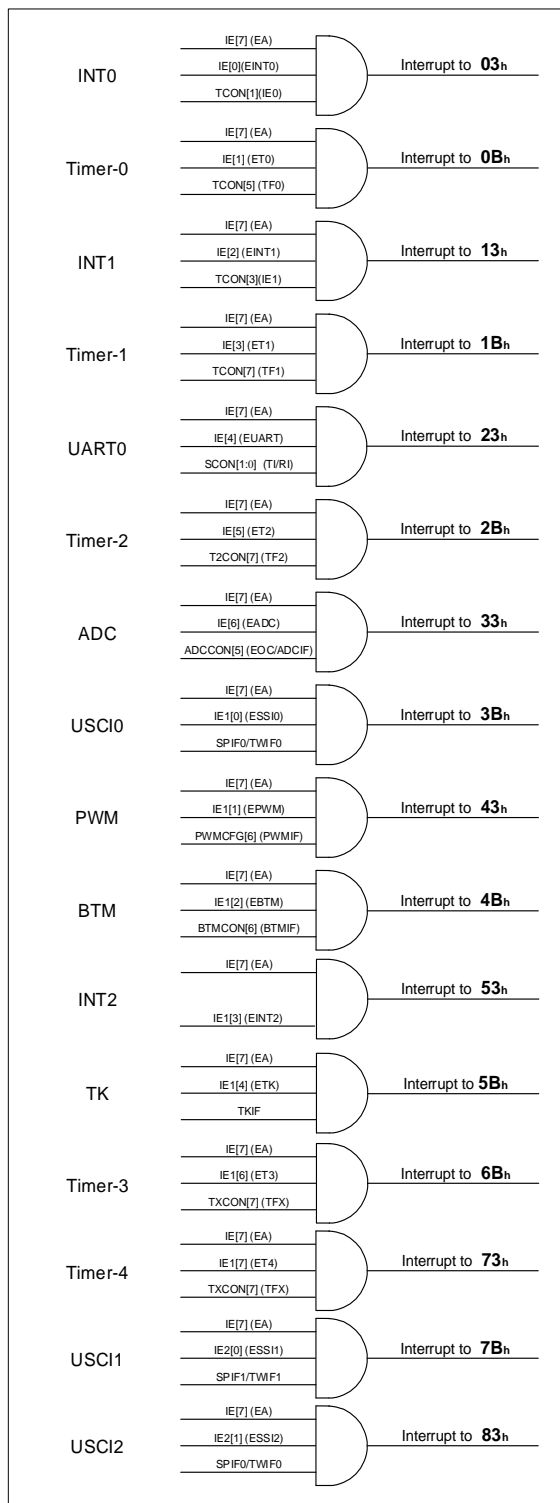 IE[7] (EA)
INT0
IE[0](EINT0)
Interrupt to 03h
TCON[1](IE0)
IE[7] (EA)
Timer-0
IE[1] (ET0)
Interrupt to 0Bh
TCON[5] (TF0)
IE[7] (EA)
INT1
IE[2] (EINT1)
Interrupt to 13h
TCON[3](IE1)
IE[7] (EA)
Timer-1
IE[3] (ET1)
Interrupt to 1Bh
TCON[7] (TF1)
IE[7] (EA)
UART0
IE[4] (EUART)
Interrupt to 23h
SCON[1:0] (TI/RI)
IE[7] (EA)
Timer-2
IE[5] (ET2)
Interrupt to 2Bh
T2CON[7] (TF2)
IE[7] (EA)
ADC
IE[6] (EADC)
Interrupt to 33h
ADCCON[5] (EOC/ADCIF)
IE[7] (EA)
USCI0
IE1[0] (ESSI0)
Interrupt to 3Bh
SPIF0/TWIF0
IE[7] (EA)
PWM
IE1[1] (EPWM)
Interrupt to 43h
PWMCFG[6] (PWMIF)
IE[7] (EA)
BTM
IE1[2] (EBTM)
Interrupt to 4Bh
BTMCON[6] (BTMIF)
IE[7] (EA)
INT2
Interrupt to 53h
IE1[3] (EINT2)
IE[7] (EA)
TK
IE1[4] (ETK)
Interrupt to 5Bh
TKIF
IE[7] (EA)
Timer-3
IE1[6] (ET3)
Interrupt to 6Bh
TXCON[7] (TFX)
IE[7] (EA)
Timer-4
IE1[7] (ET4)
Interrupt to 73h
TXCON[7] (TFX)
IE[7] (EA)
USCI1
IE2[0] (ESSI1)
Interrupt to 7Bh
SPIF1/TWIF1
IE[7] (EA)
USCI2
IE2[1] (ESSI2)
Interrupt to 83h
SPIF0/TWIF0